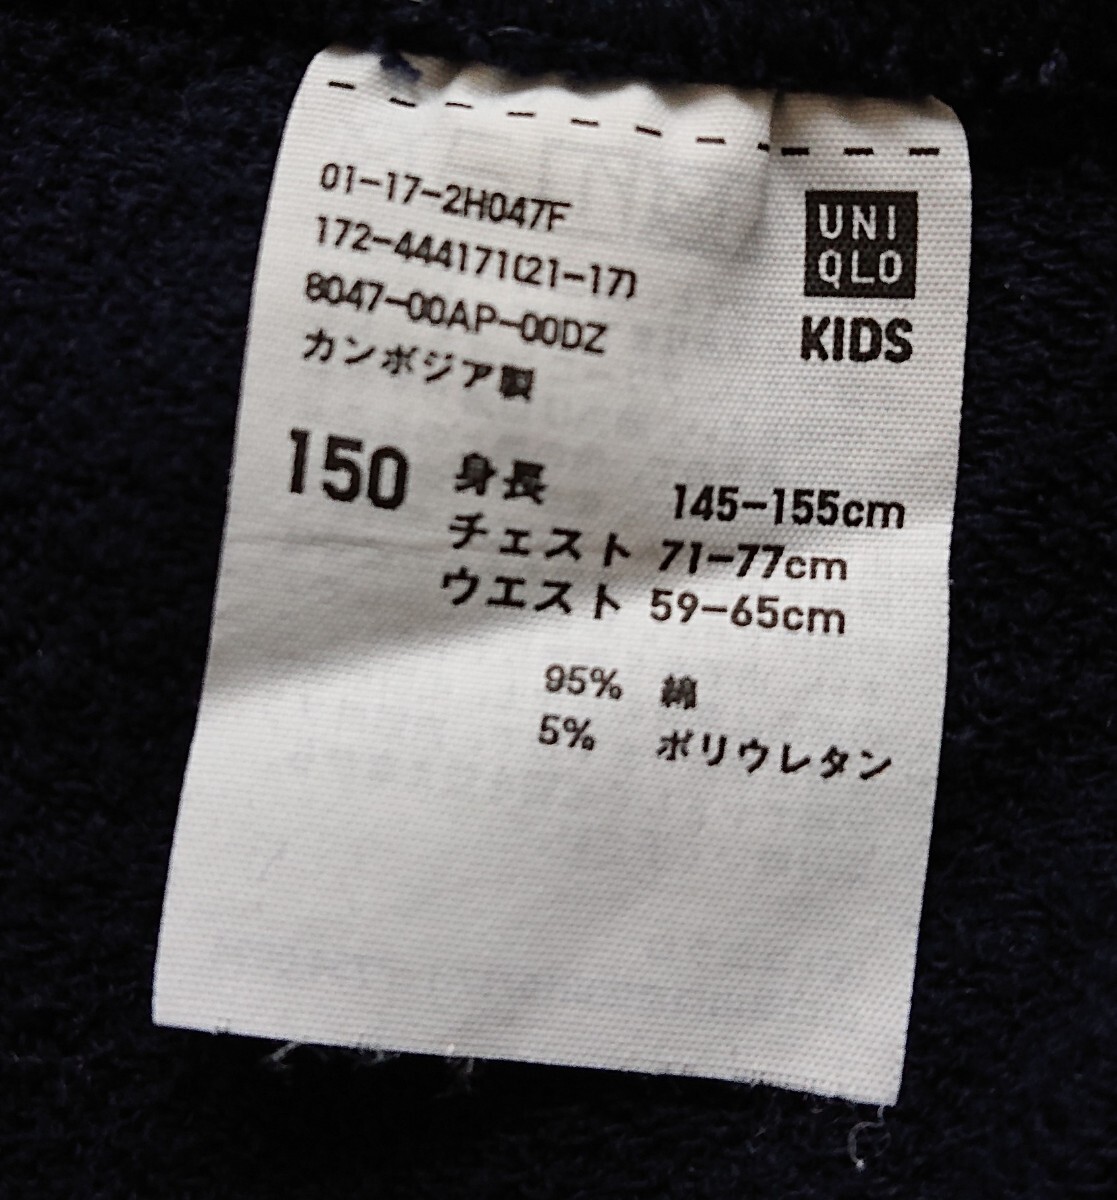 01-17-2H047F
172-444171(21-17)
8047-00AP-00DZ
カンボジア製
UNI
QLO
KIDS
150 身長 145-155cm
チェスト 71-77cm
ウエスト 59-65cm
95% 綿
5% ポリウレタン